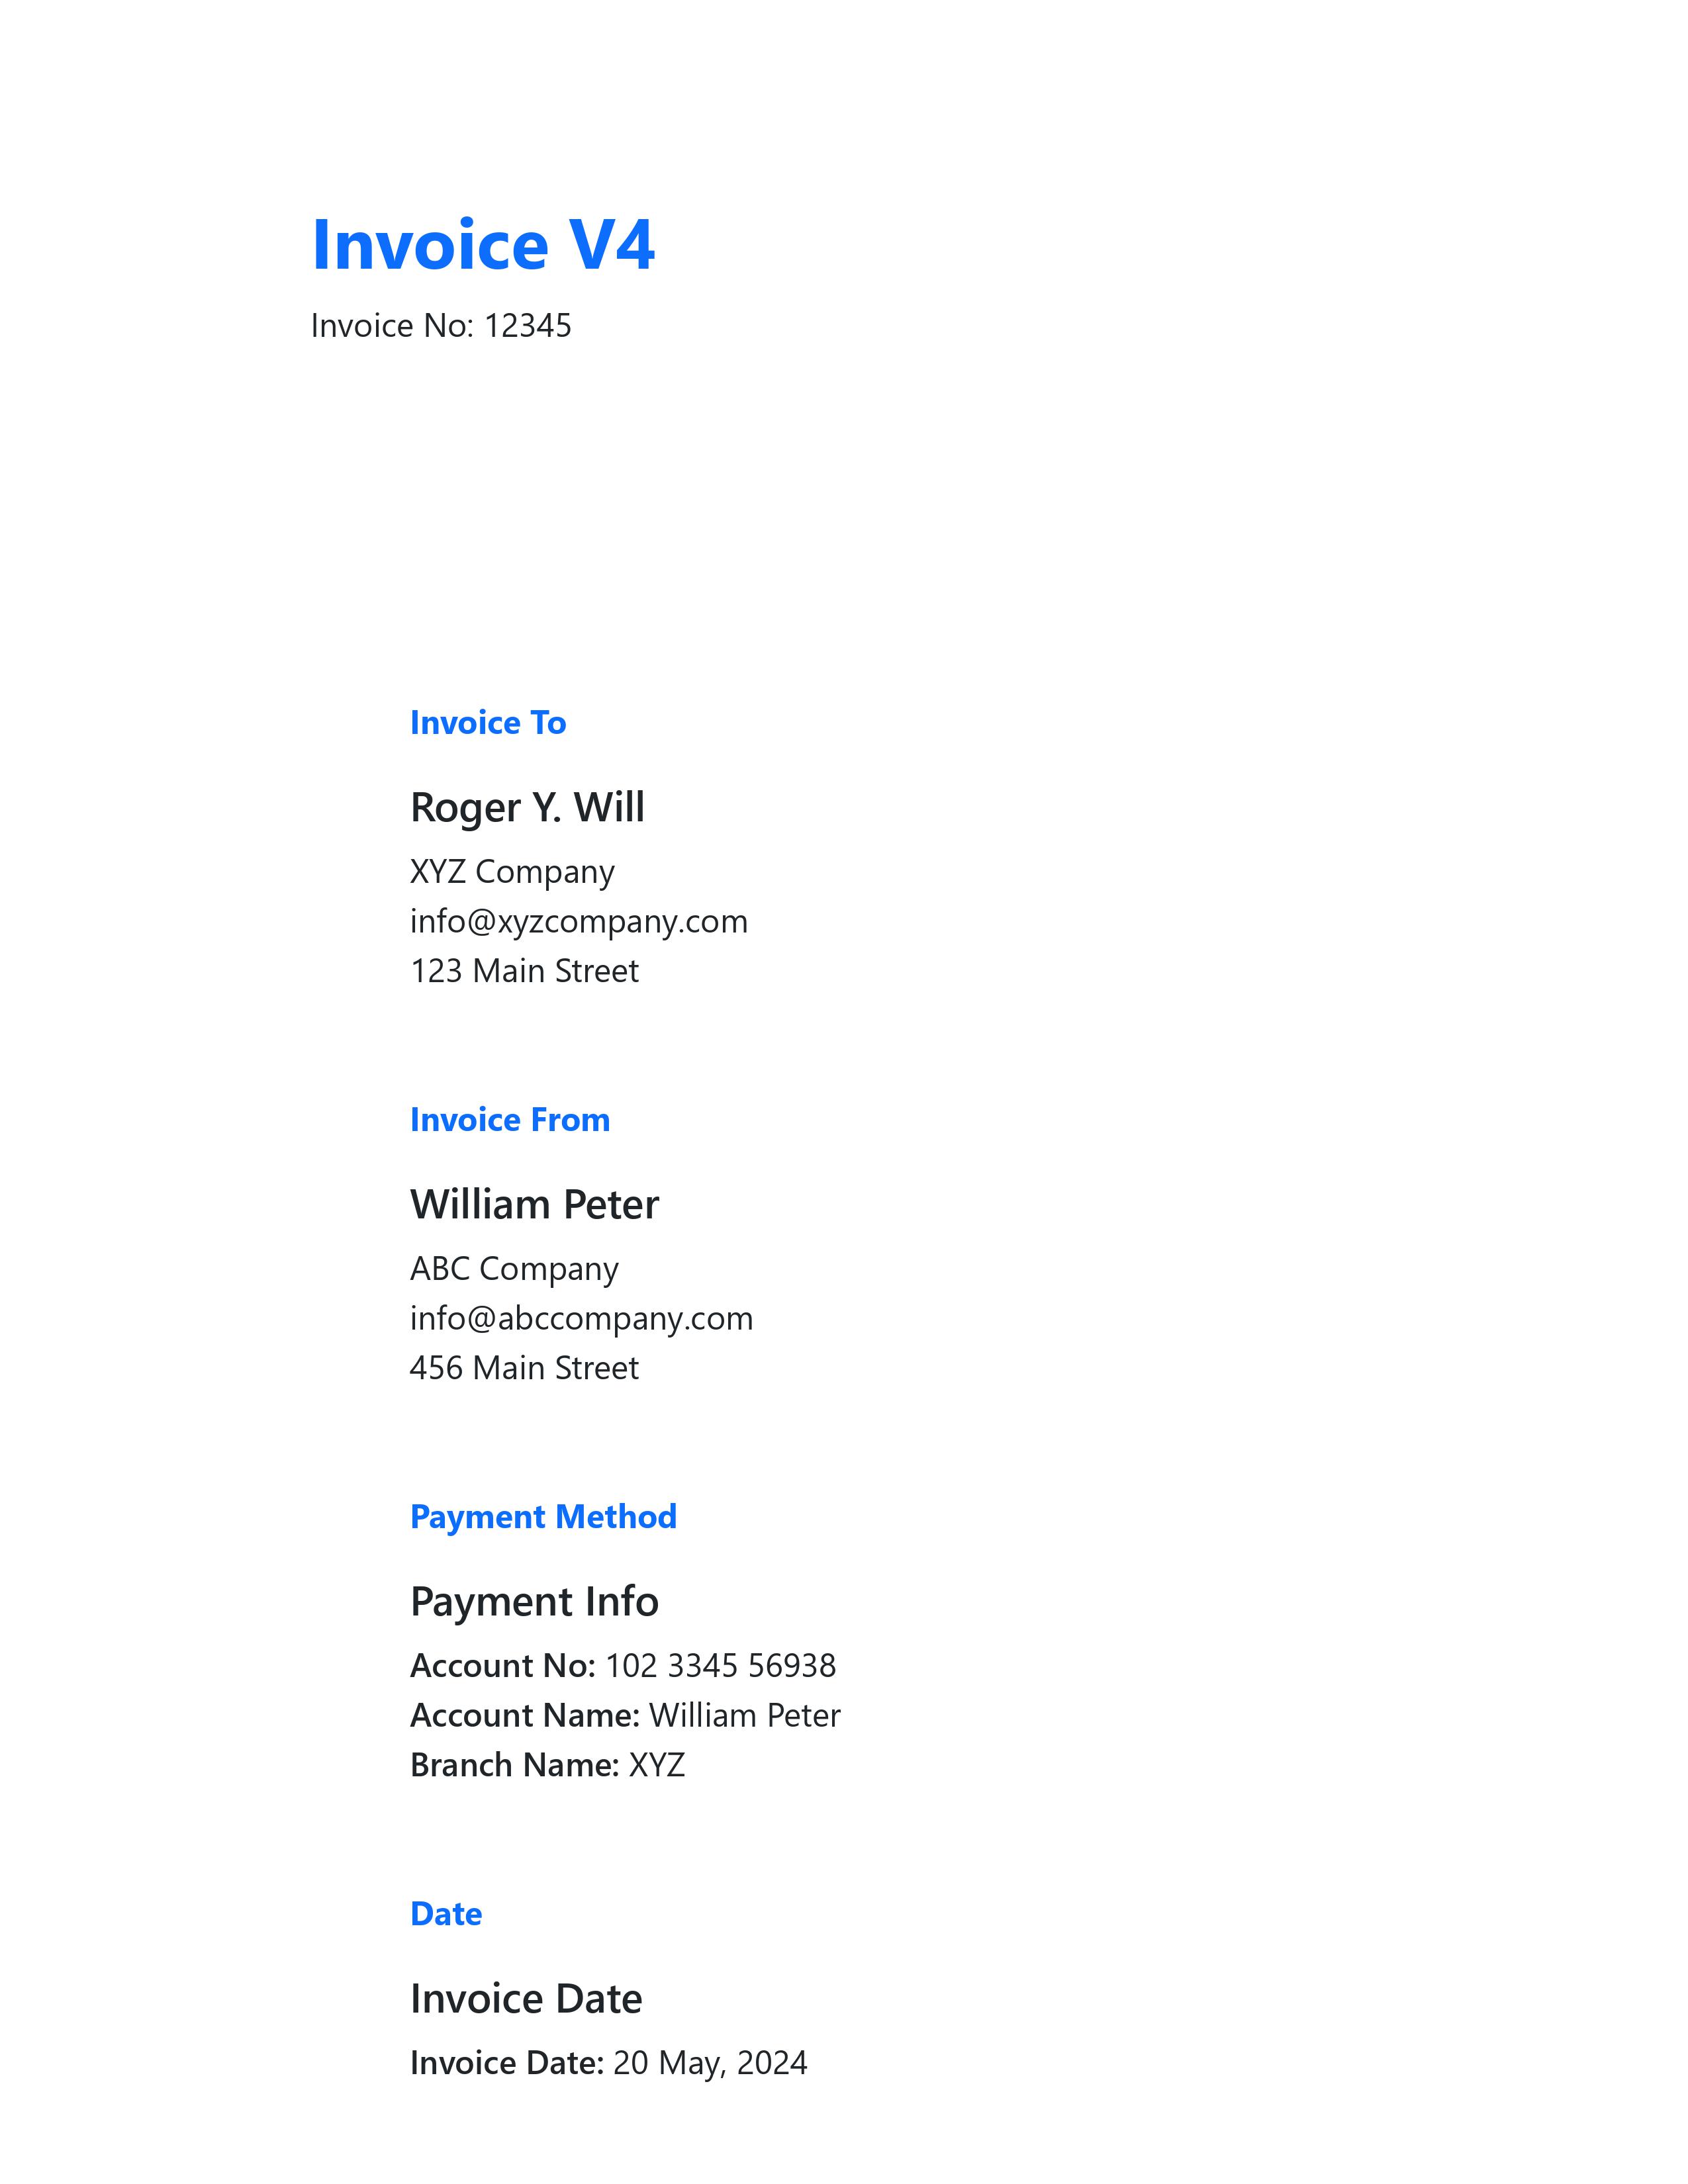 Invoice V4
Invoice No: 12345
Invoice To
Roger Y. Will
XYZ Company
info@xyzcompany.com
123 Main Street
Invoice From
William Peter
ABC Company
info@abccompany.com
456 Main Street
Payment Method
Payment Info
Account No: 102 3345 56938
Account Name: William Peter
Branch Name: XYZ
Date
Invoice Date
Invoice Date: 20 May, 2024